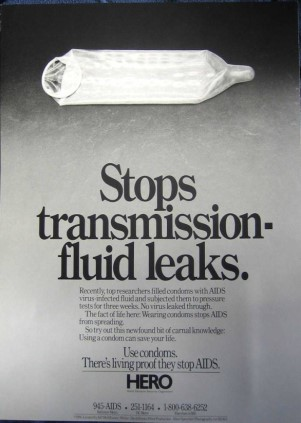 Stops
transmission-
fluid leaks.
Recently, top researchers filled condoms with AIDS
virus-infected fluid and subjected them to pressure
tests for three weeks. No virus leaked through.
The fact of life here: Wearing condoms stops AIDS
from spreading.
So try out this newfound bit of carnal knowledge:
Using a condom can save your life.
Use condoms.
There's living proof they stop AIDS.
HERO
945-AIDS • 251-1164 • 1-800-638-6252